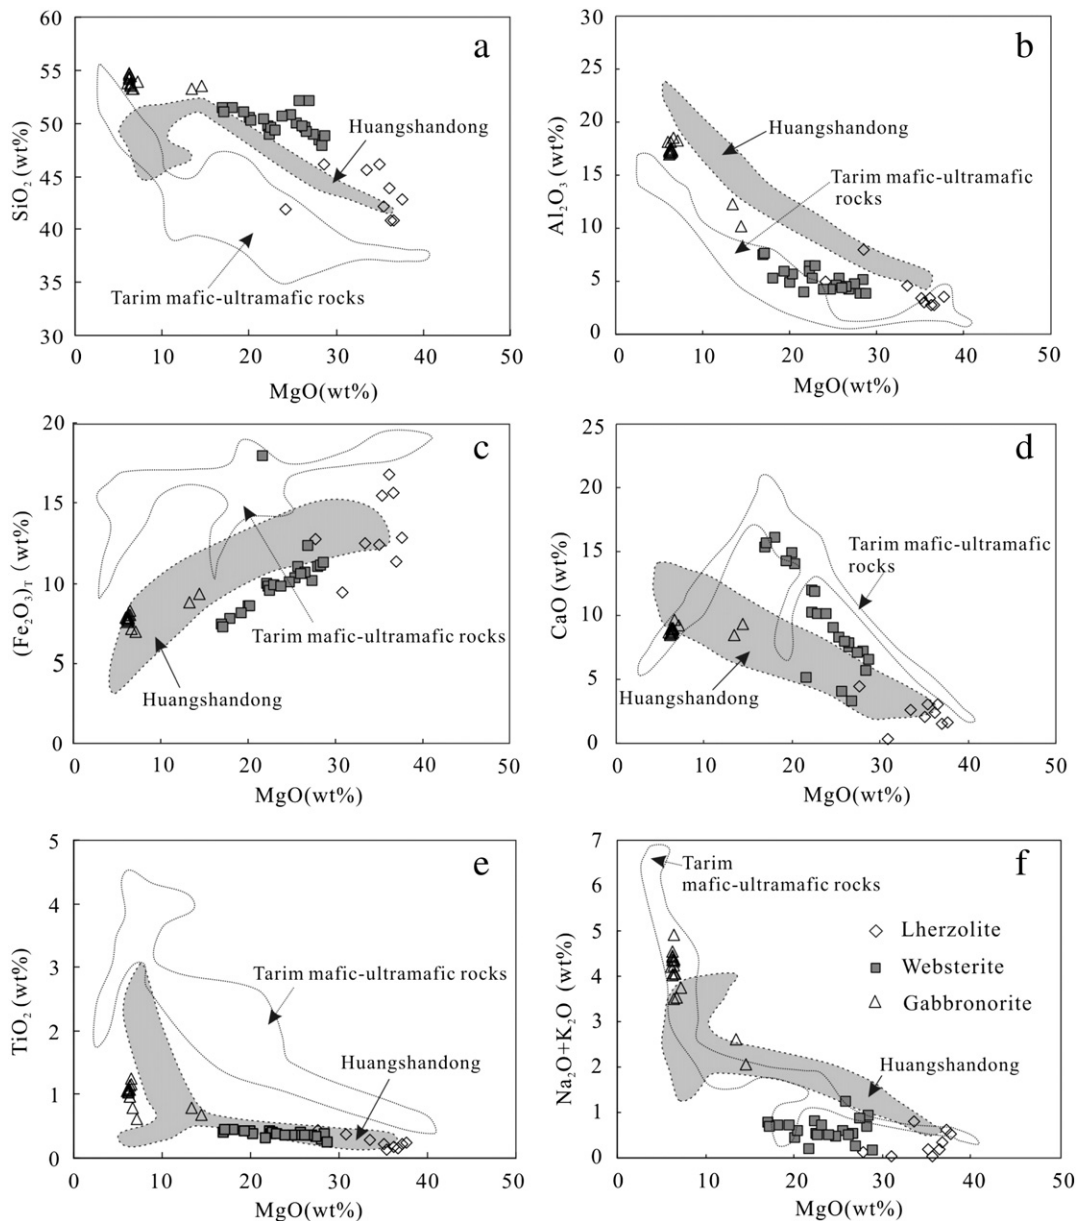 a
60
55
50
45
40
35
30
SiO₂ (wt%)
Huangshandong
Tarim mafic-ultramafic rocks
0 10 20 30 40 50
MgO(wt%)
b
30
25
20
15
10
5
0
Al₂O₃ (wt%)
Huangshandong
Tarim mafic-ultramafic
rocks
0 10 20 30 40 50
MgO(wt%)
c
20
15
10
5
0
(Fe₂O₃)T (wt%)
Tarim mafic-ultramafic rocks
Huangshandong
0 10 20 30 40 50
MgO(wt%)
d
25
20
15
10
5
0
CaO (wt%)
Tarim mafic-ultramafic
rocks
Huangshandong
0 10 20 30 40 50
MgO(wt%)
e
5
4
3
2
1
0
TiO₂ (wt%)
Tarim mafic-ultramafic rocks
Huangshandong
0 10 20 30 40 50
MgO(wt%)
f
7
6
5
4
3
2
1
0
Na₂O+K₂O (wt%)
Tarim
mafic-ultramafic rocks
Lherzolite
Websterite
Gabbronorite
Huangshandong
0 10 20 30 40 50
MgO(wt%)